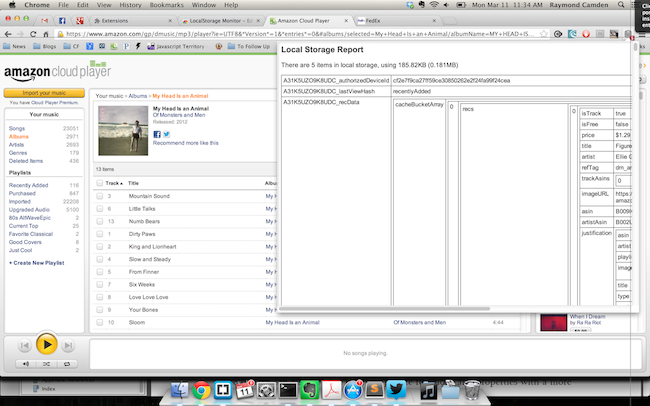 Chrome File Edit View History Bookmarks Window Help
Mon Mar 11 11:34 AM Raymond Camden
Extensions
LocalStorage Monitor - Ex
Amazon Cloud Player
FedEx
https://www.amazon.com/gp/dmusic/mp3/player?ie=UTF8&*Version*=1&*entries*=0#albums/selected=My+Head+Is+an+Animal/albumName=MY+HEAD+IS
News
Blog
CF
Javascript Territory
To Follow Up
amazon cloud player
Import your music
You have Cloud Player Premium.
Your music
Songs 23051
Albums 2971
Artists 2693
Genres 179
Deleted items 436
Playlists
Recently Added 116
Purchased 847
Imported 22208
Upgraded Audio 5100
80s AltWaveEpic 2
Current Top 25
Favorite Classical 2
Good Covers 8
Just Cool 2
+ Create New Playlist
Your music › Albums › My Head Is an Animal
My Head Is an Animal
Of Monsters and Men
Released: 2012
Recommend more like this
13 items
Track Title Albu
3 Mountain Sound My H
6 Little Talks My H
13 Numb Bears My H
1 Dirty Paws My H
2 King and Lionheart My H
4 Slow and Steady My H
5 From Finner My H
7 Six Weeks My H
8 Love Love Love My H
9 Your Bones My H
10 Sloom My Head Is an Animal Of Monsters and Men 4:44
Local Storage Report
There are 5 items in local storage, using 185.82KB (0.181MB)
A31K5UZO9K8UDC_authorizedDeviceId cf2e7f9ca27ff59ce30850262e2f24fa99f24cea
A31K5UZO9K8UDC_lastViewHash recentlyAdded
A31K5UZO9K8UDC_recData cacheBucketArray 0 recs 0
isTrack true
isFree false
price $1.29
title Figure
artist Ellie G
refTag dm_ar
trackAsins 0
imageURL https:/
amazo
asin B009I
artistAsin B002L
justification asin
artist
playli
image
title
type
When I Dream
by Ra Ra Riot
No songs playing.
Index